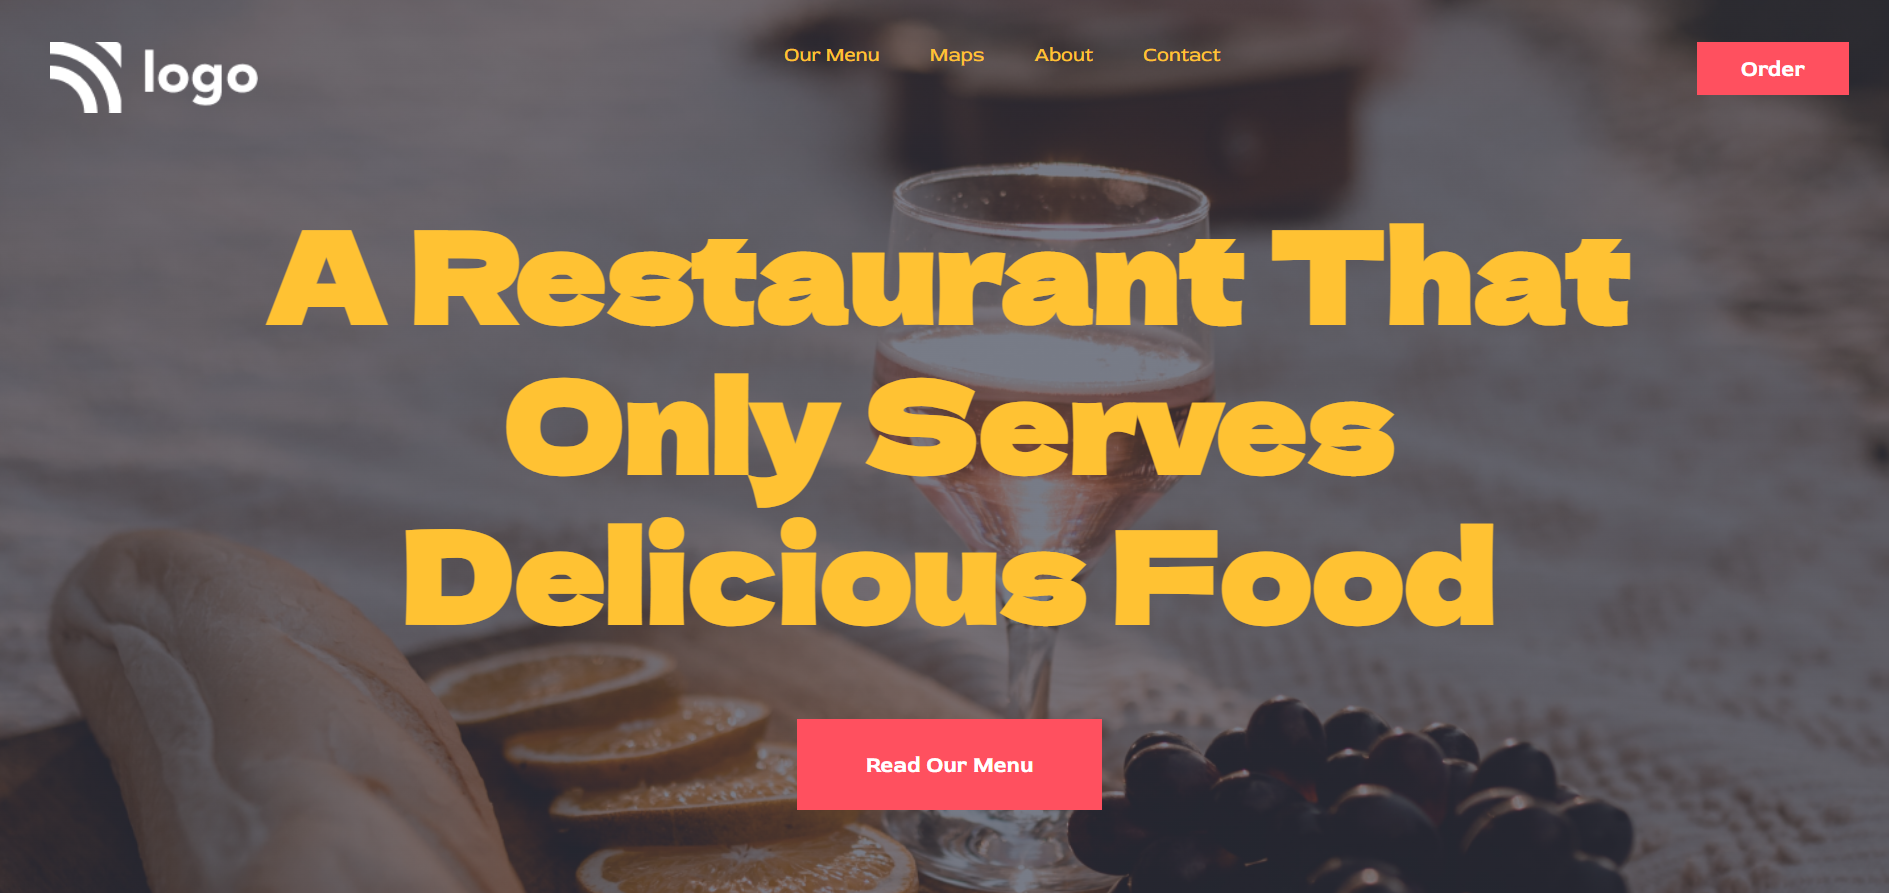 logo
Our Menu
Maps
About
Contact
Order
A Restaurant That
Only Serves
Delicious Food
Read Our Menu